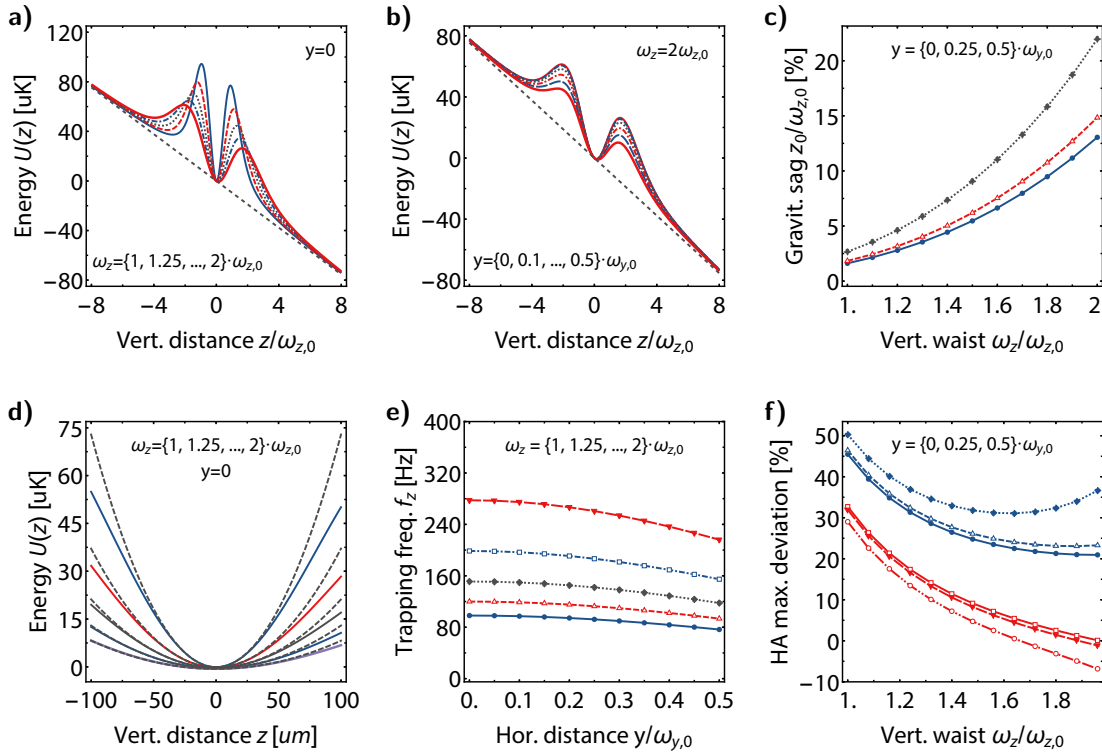 a)
120
80
40
0
−40
−80
Energy U(z) [uK]
y=0
ωz={1, 1.25, ..., 2}·ωz,0
−8 −4 0 4 8
Vert. distance z/ωz,0
b)
80
40
0
−40
−80
Energy U(z) [uK]
ωz=2ωz,0
y={0, 0.1, ... , 0.5}·ωy,0
−8 −4 0 4 8
Vert. distance z/ωz,0
c)
20
15
10
5
0
Gravit. sag z0/ωz,0 [%]
y = {0, 0.25, 0.5}·ωy,0
1. 1.2 1.4 1.6 1.8 2.
Vert. waist ωz/ωz,0
d)
75
60
45
30
15
0
Energy U(z) [uK]
ωz={1, 1.25, ..., 2}·ωz,0
y=0
−100 −50 0 50 100
Vert. distance z [um]
e)
400
320
240
160
80
0
Trapping freq. fz [Hz]
ωz = {1, 1.25, ..., 2}·ωz,0
0. 0.1 0.2 0.3 0.4 0.5
Hor. distance y/ωy,0
f)
50
40
30
20
10
0
−10
HA max. deviation [%]
y = {0, 0.25, 0.5}·ωy,0
1. 1.2 1.4 1.6 1.8
Vert. waist ωz/ωz,0